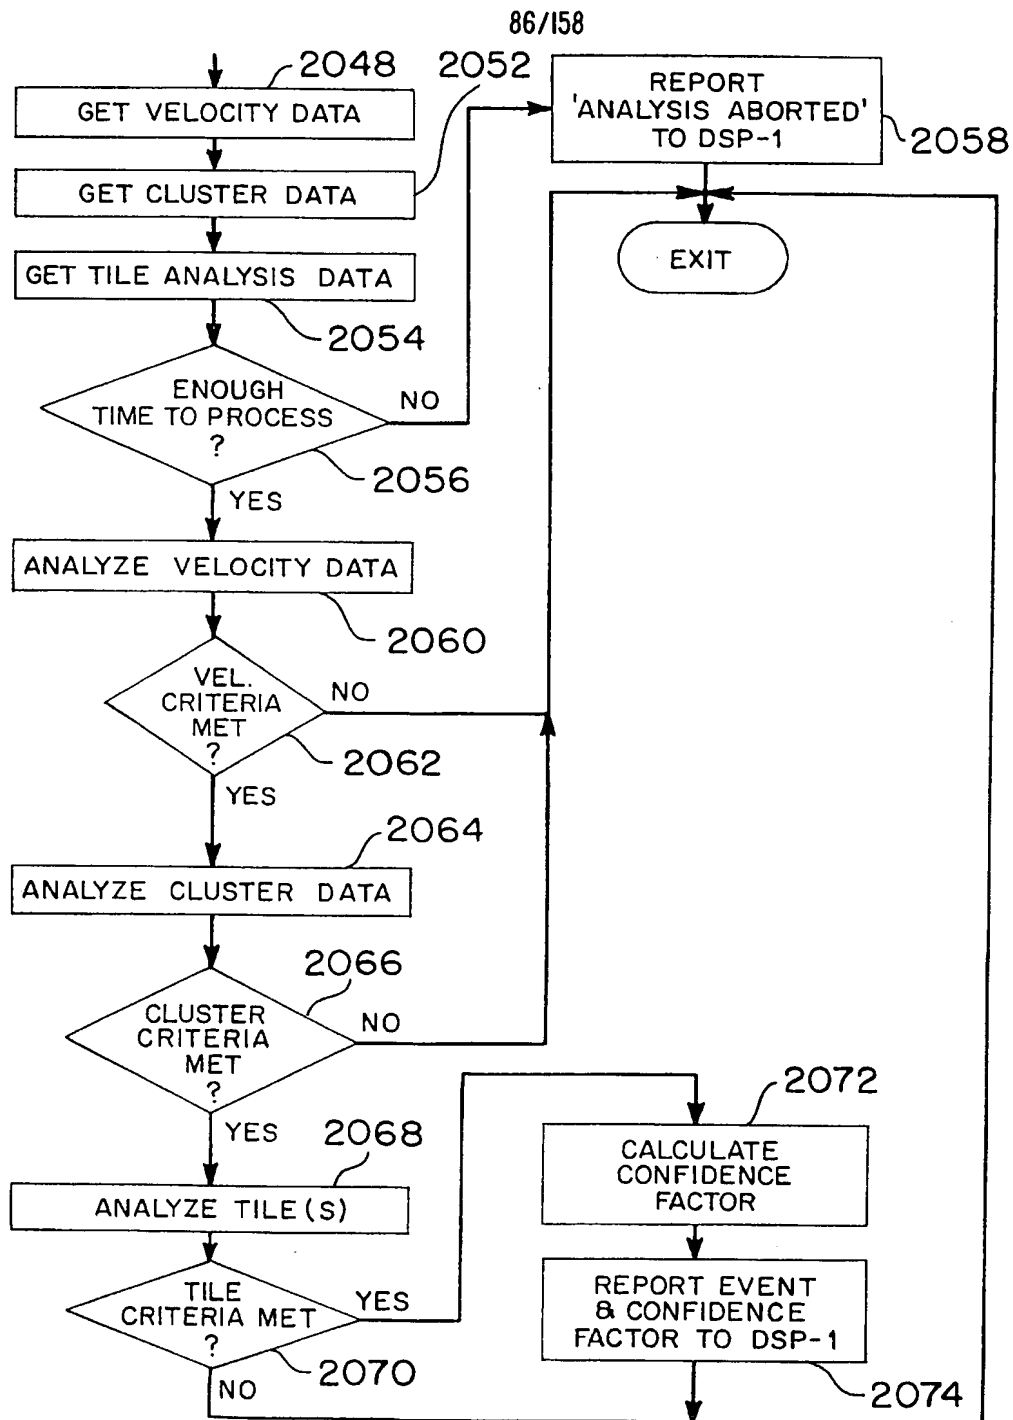 86/158
2048
GET VELOCITY DATA
2052
GET CLUSTER DATA
GET TILE ANALYSIS DATA
2054
ENOUGH
TIME TO PROCESS
?
NO
2056
YES
REPORT
'ANALYSIS ABORTED'
TO DSP-1
2058
EXIT
ANALYZE VELOCITY DATA
2060
VEL.
CRITERIA
MET
?
NO
2062
YES
2064
ANALYZE CLUSTER DATA
2066
CLUSTER
CRITERIA
MET
?
NO
YES
2068
ANALYZE TILE(S)
TILE
CRITERIA MET
?
YES
2070
NO
2072
CALCULATE
CONFIDENCE
FACTOR
REPORT EVENT
& CONFIDENCE
FACTOR TO DSP-1
2074